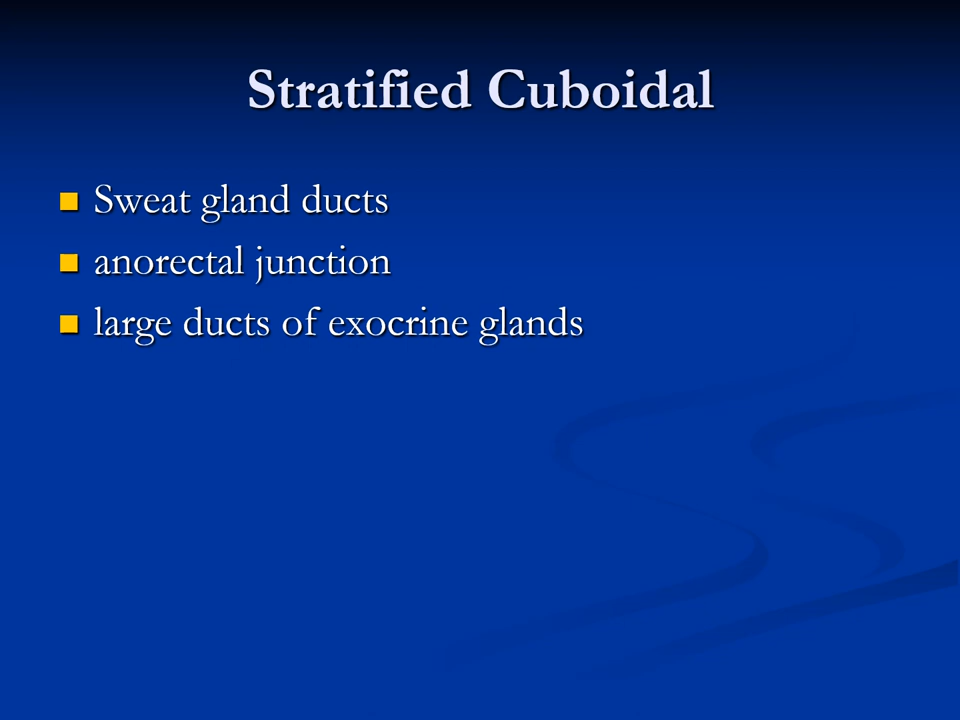 Stratified Cuboidal
Sweat gland ducts
anorectal junction
large ducts of exocrine glands